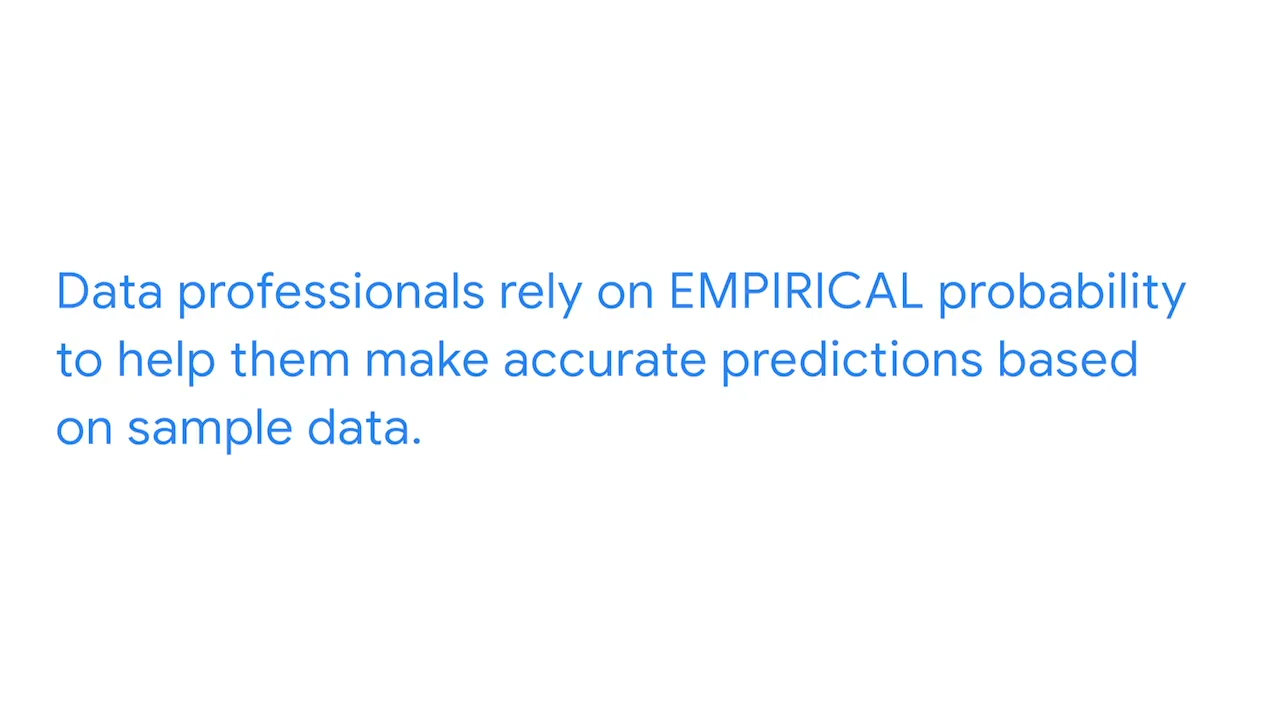 Data professionals rely on EMPIRICAL probability
to help them make accurate predictions based
on sample data.